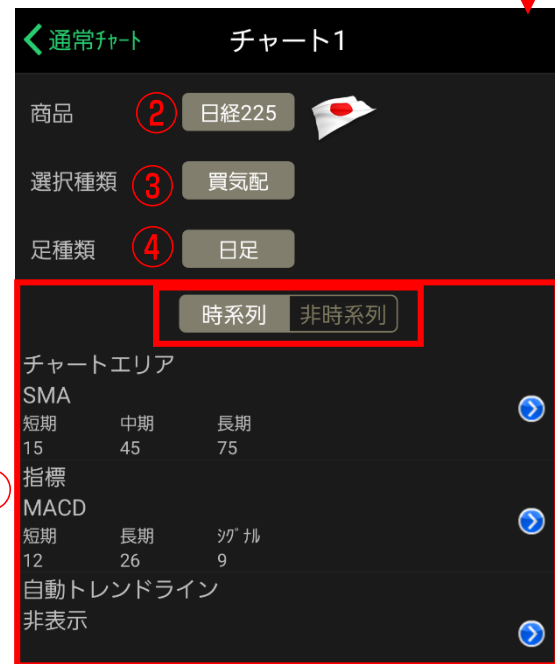 通常ﾁｬｰﾄ チャート1
商品 ② 日経225
選択種類 ③ 買気配
足種類 ④ 日足
時系列 非時系列
チャートエリア
SMA
短期 中期 長期
15 45 75
指標
MACD
短期 長期 ｼｸﾞﾅﾙ
12 26 9
自動トレンドライン
非表示